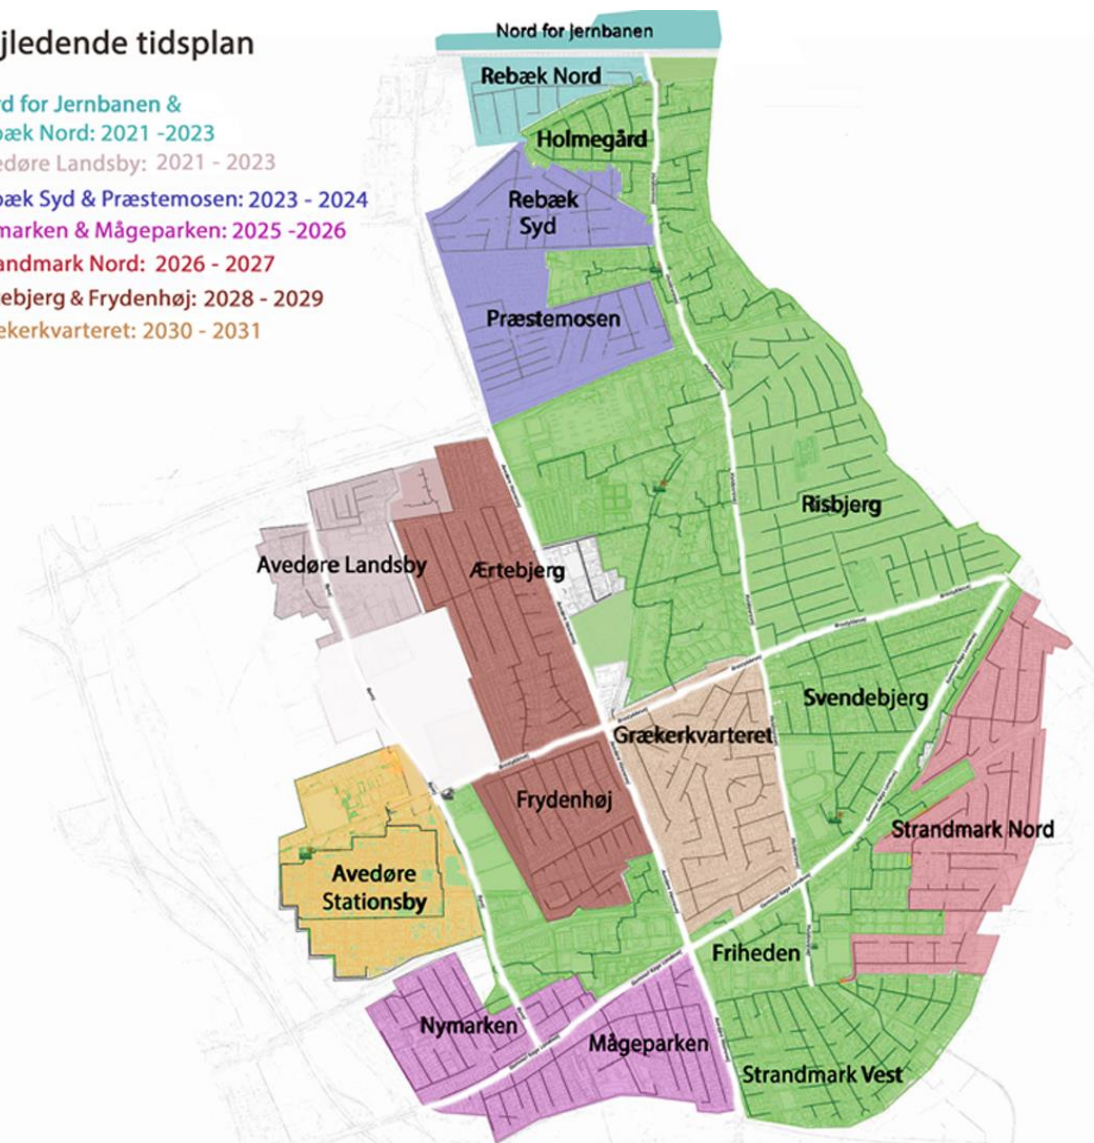 jledende tidsplan
d for Jernbanen &
bæk Nord: 2021 -2023
edøre Landsby: 2021 - 2023
bæk Syd & Præstemosen: 2023 - 2024
marken & Mågeparken: 2025 -2026
andmark Nord: 2026 - 2027
ebjerg & Frydenhøj: 2028 - 2029
ekerkvarteret: 2030 - 2031
Nord for jernbanen
Rebæk Nord
Holmegård
Rebæk
Syd
Præstemosen
Risbjerg
Avedøre Landsby
Ærtebjerg
Svendebjerg
Grækerkvarteret
Frydenhøj
Strandmark Nord
Avedøre
Stationsby
Friheden
Nymarken
Mågeparken
Strandmark Vest